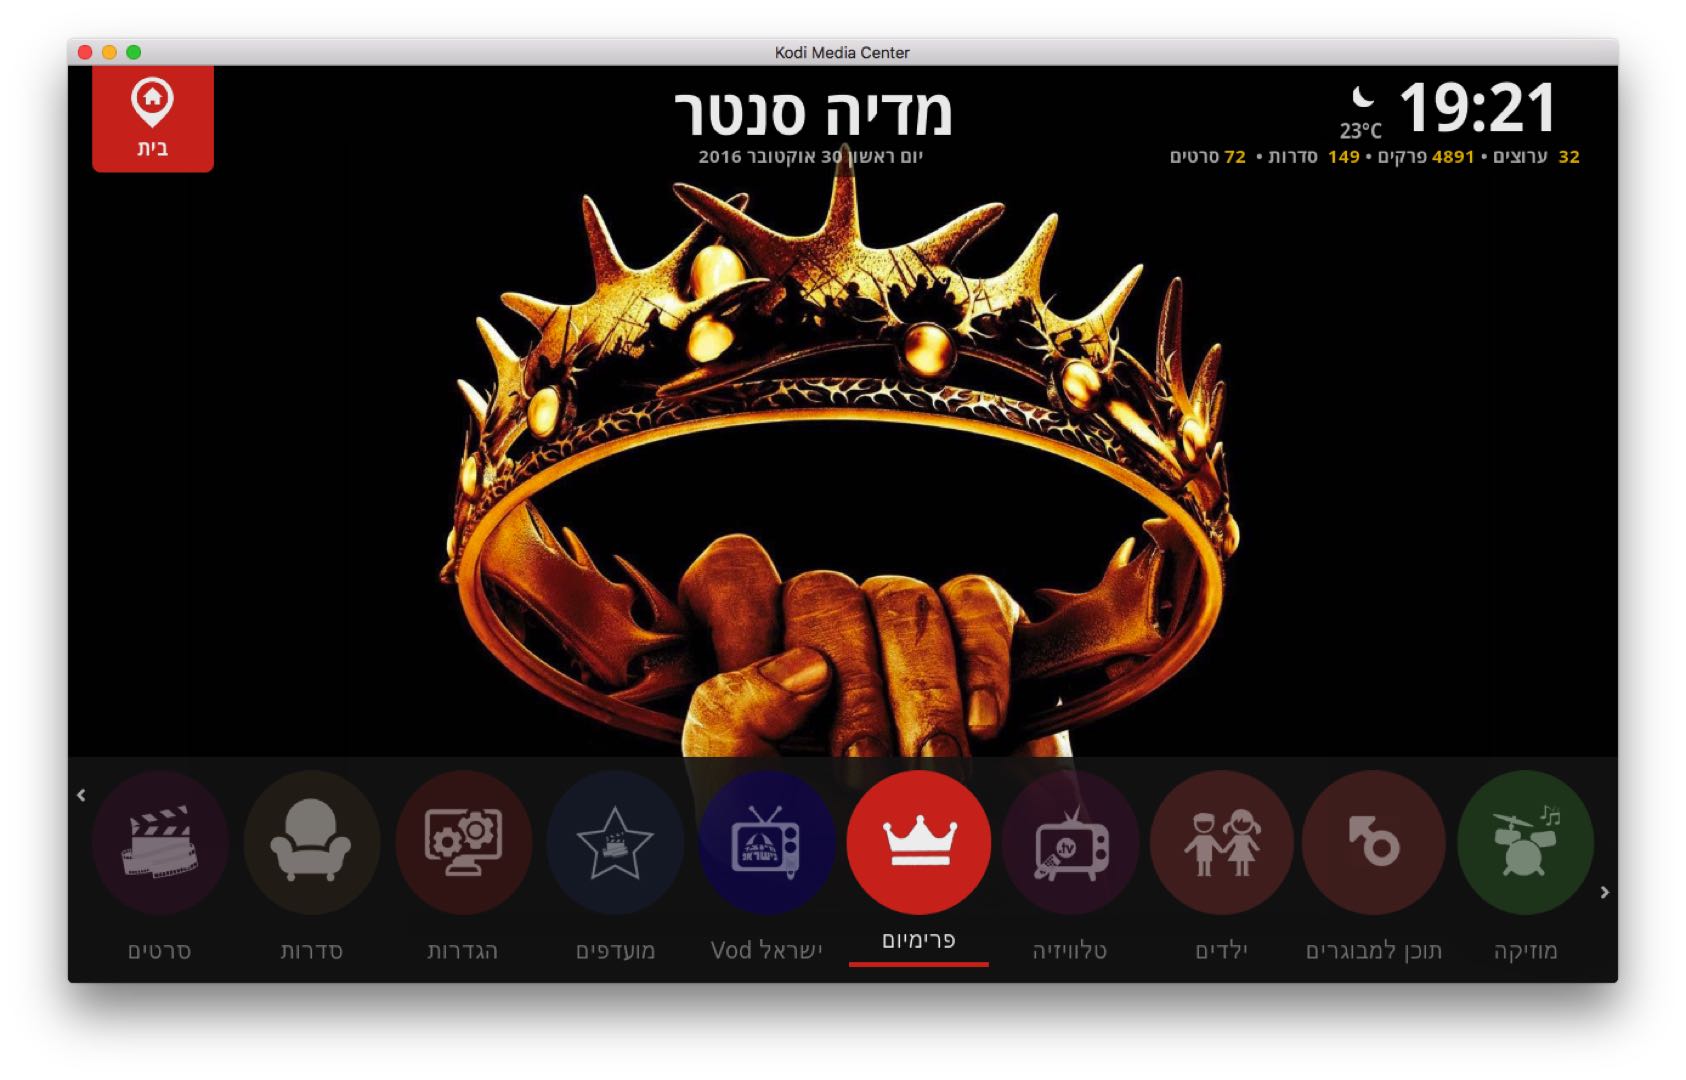 Kodi Media Center
בית
מדיה סנטר
יום ראשון 30 אוקטובר 2016
19:21
23°C
32 ערוצים • 4891 פרקים • 149 סדרות • 72 סרטים
סרטים
סדרות
הגדרות
מועדפים
ישראל Vod
פרימיום
טלוויזיה
.tv
ילדים
תוכן למבוגרים
מוזיקה